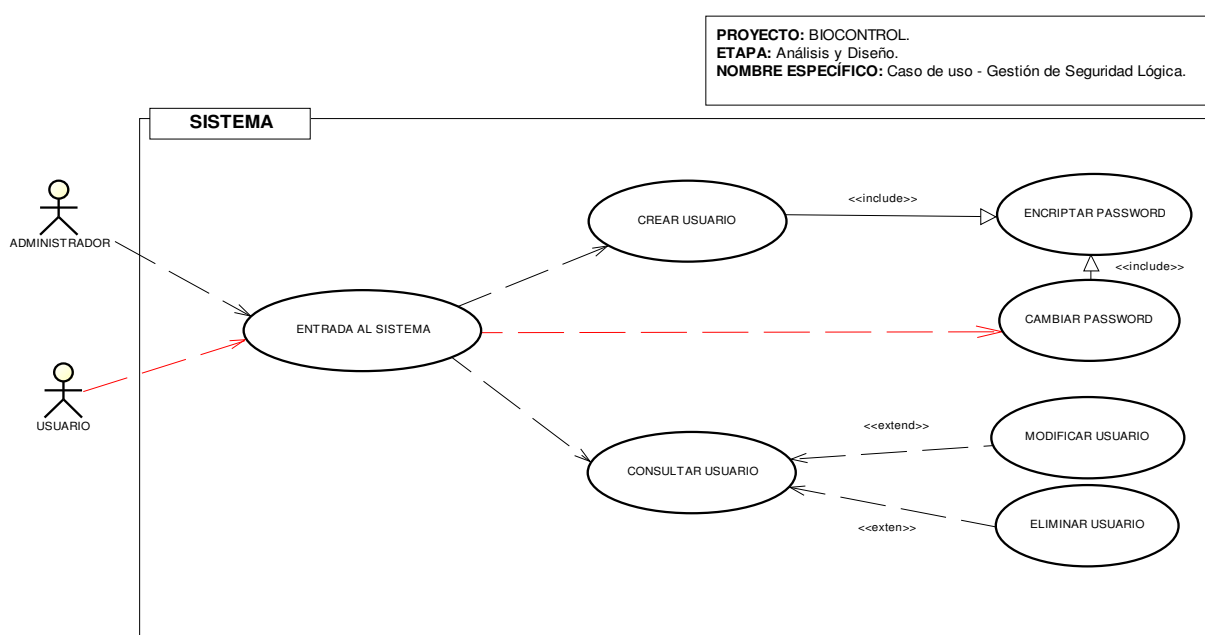 PROYECTO: BIOCONTROL.
ETAPA: Análisis y Diseño.
NOMBRE ESPECÍFICO: Caso de uso - Gestión de Seguridad Lógica.
SISTEMA
ADMINISTRADOR
USUARIO
ENTRADA AL SISTEMA
CREAR USUARIO
<<include>>
ENCRIPTAR PASSWORD
<<include>>
CAMBIAR PASSWORD
CONSULTAR USUARIO
<<extend>>
MODIFICAR USUARIO
<<exten>>
ELIMINAR USUARIO